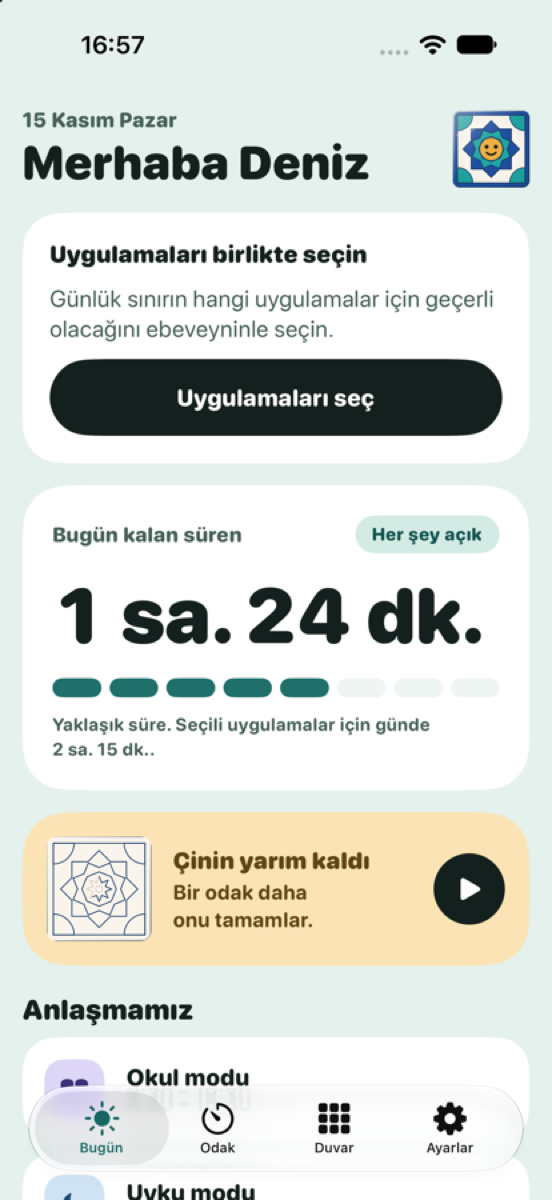 16:57
15 Kasım Pazar
Merhaba Deniz
Uygulamaları birlikte seçin
Günlük sınırın hangi uygulamalar için geçerli
olacağını ebeveyninle seçin.
Uygulamaları seç
Bugün kalan süren
Her şey açık
1 sa. 24 dk.
Yaklaşık süre. Seçili uygulamalar için günde
2 sa. 15 dk..
Çinin yarım kaldı
Bir odak daha
onu tamamlar.
Anlaşmamız
Okul modu
Bugün
Odak
Duvar
Ayarlar
Uyku modu